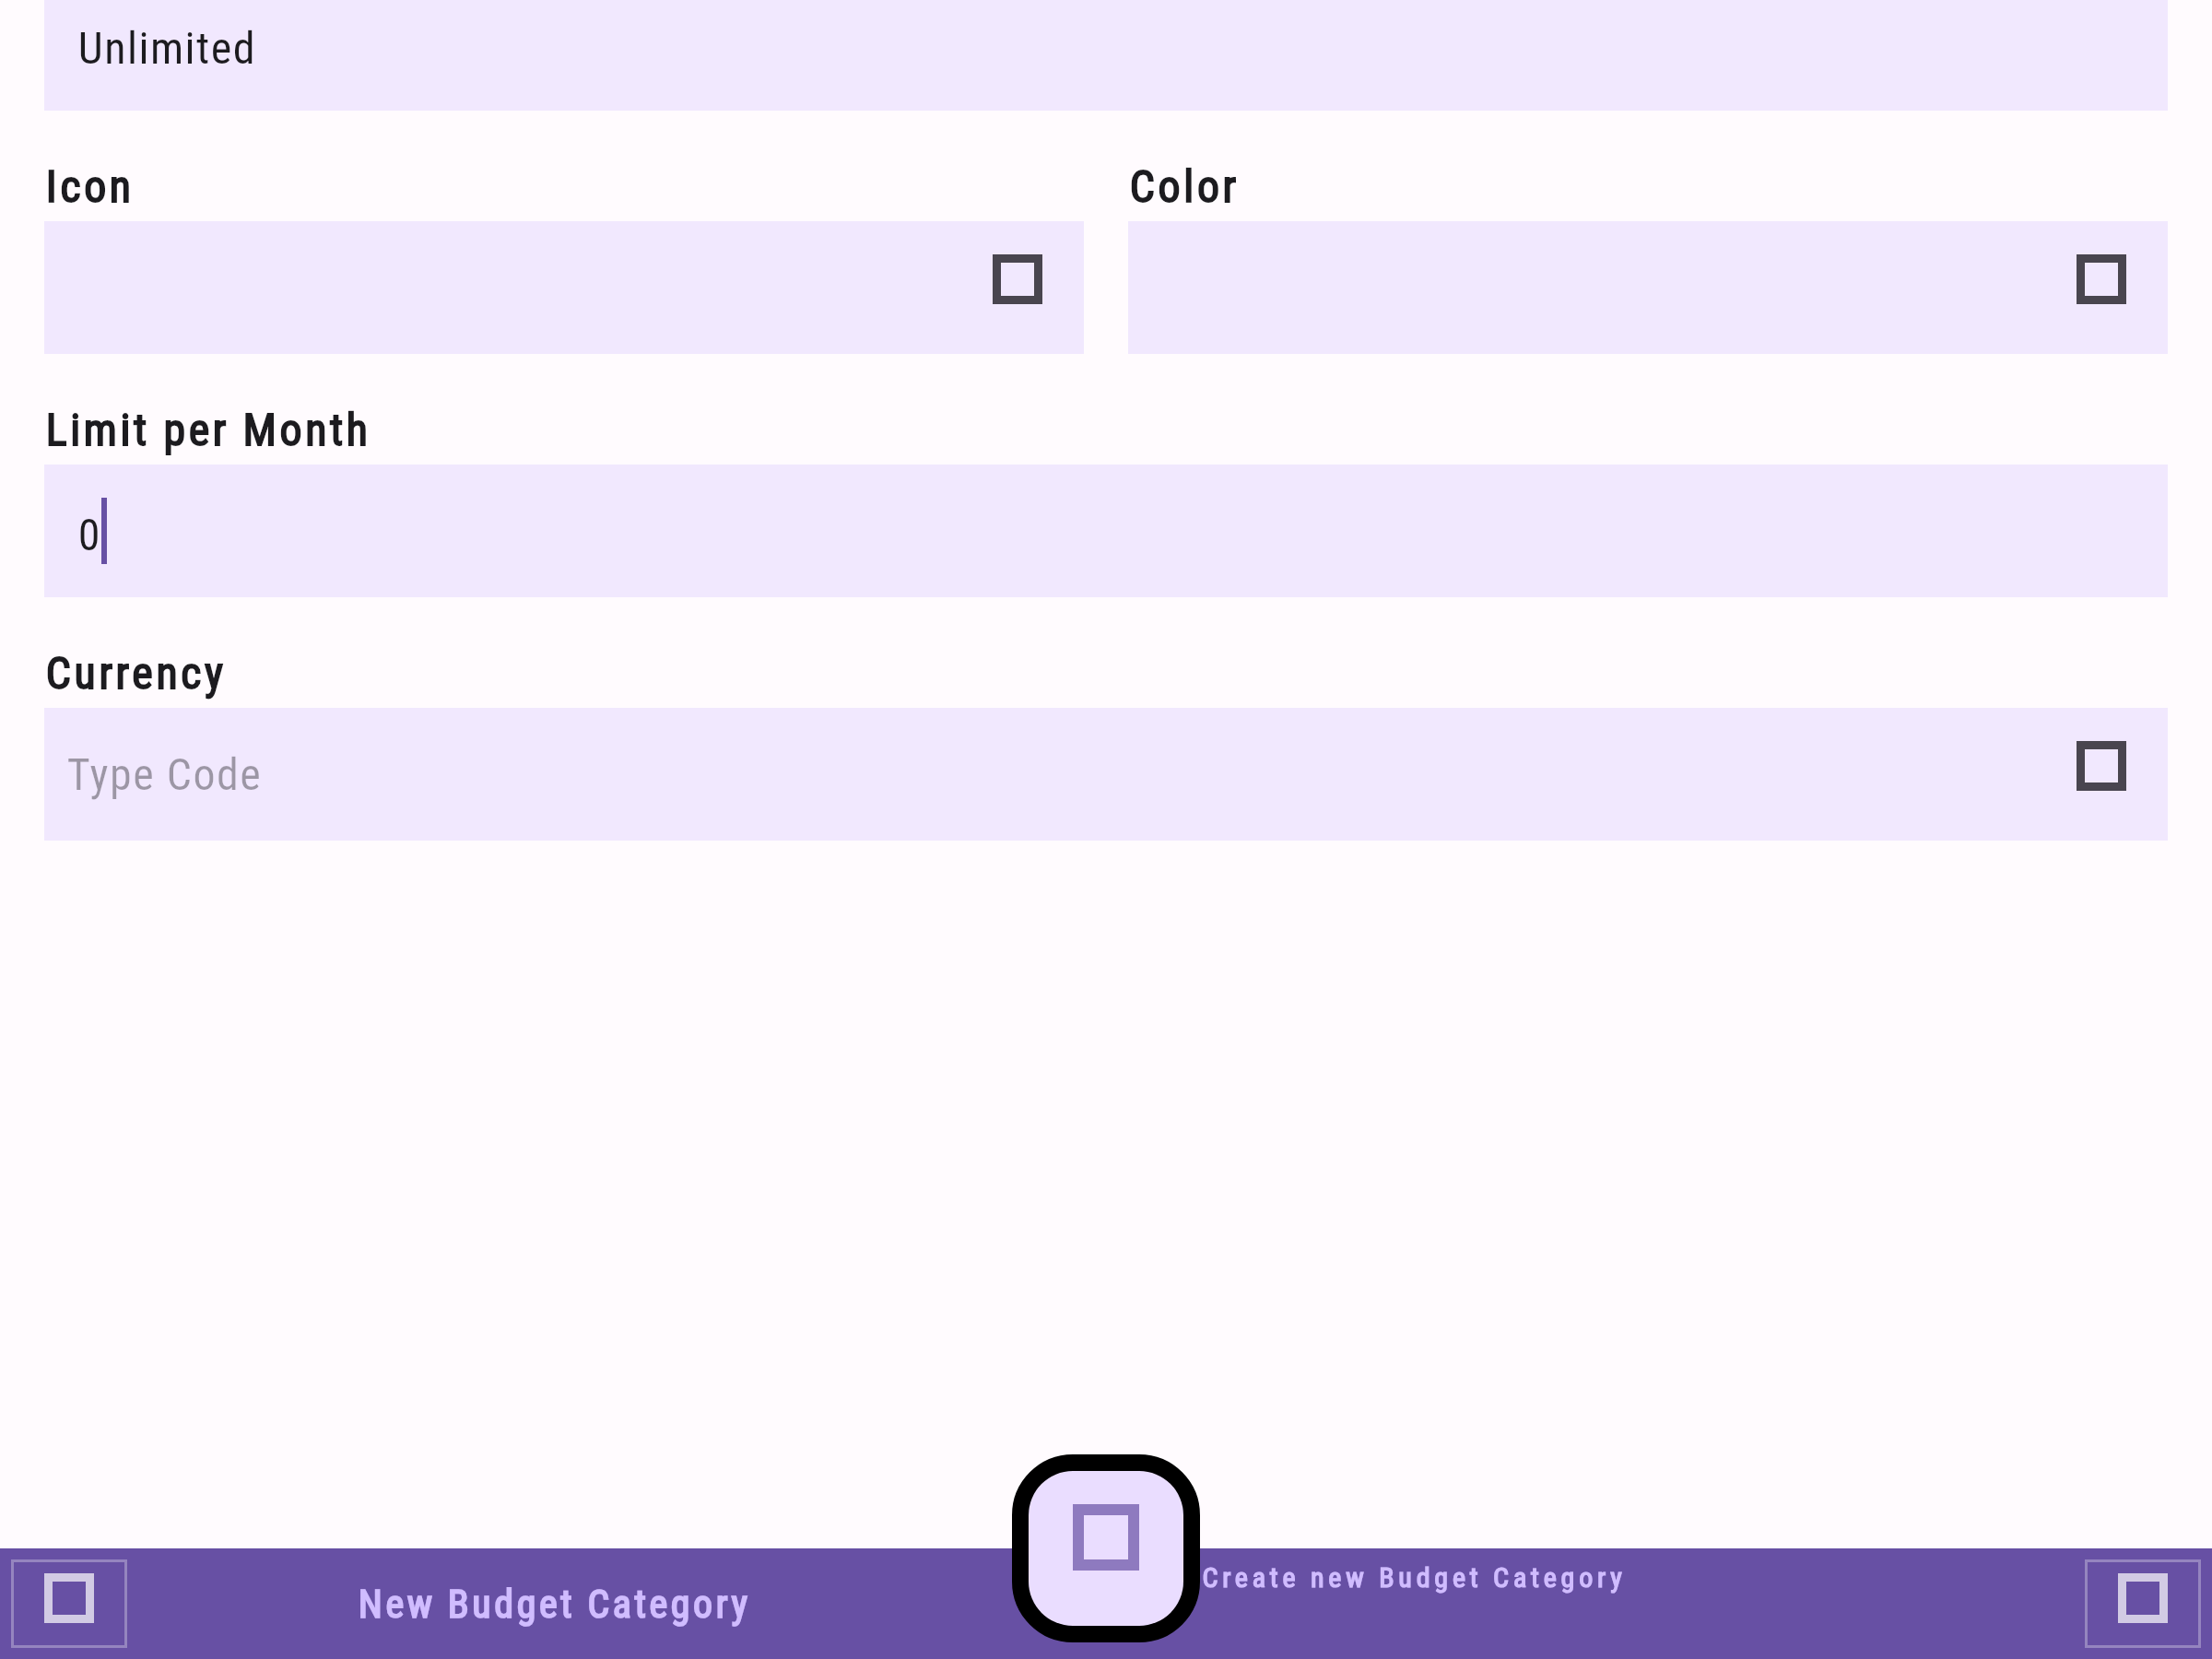 Unlimited
Icon
Color
Limit per Month
0
Currency
Type Code
New Budget Category
Create new Budget Category